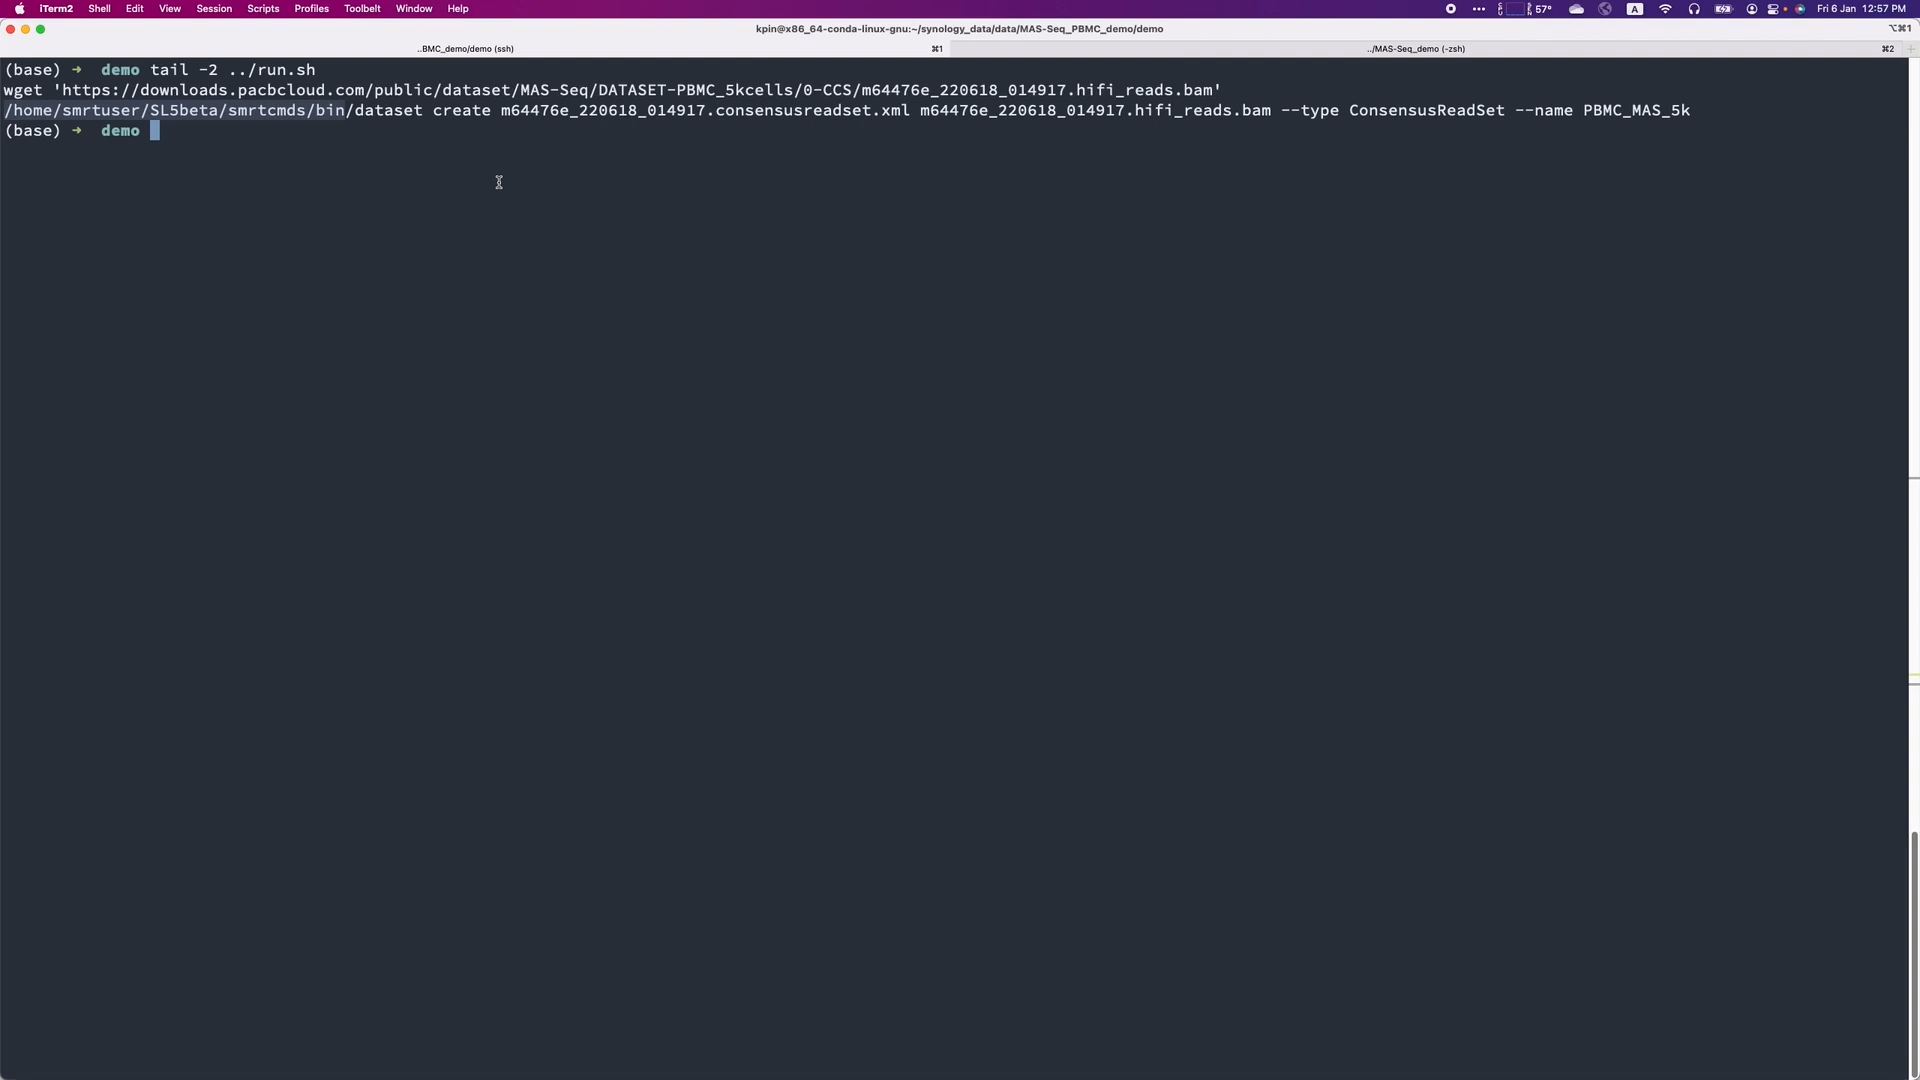 iTerm2 Shell Edit View Session Scripts Profiles Toolbelt Window Help 57° A Fri 6 Jan 12:57 PM
kpin@x86_64-conda-linux-gnu:~/synology_data/data/MAS-Seq_PBMC_demo/demo ⌥⌘1
..BMC_demo/demo (ssh) ⌘1 ../MAS-Seq_demo (-zsh) ⌘2
(base) ➜ demo tail -2 ../run.sh
wget 'https://downloads.pacbcloud.com/public/dataset/MAS-Seq/DATASET-PBMC_5kcells/0-CCS/m64476e_220618_014917.hifi_reads.bam'
/home/smrtuser/SL5beta/smrtcmds/bin/dataset create m64476e_220618_014917.consensusreadset.xml m64476e_220618_014917.hifi_reads.bam --type ConsensusReadSet --name PBMC_MAS_5k
(base) ➜ demo